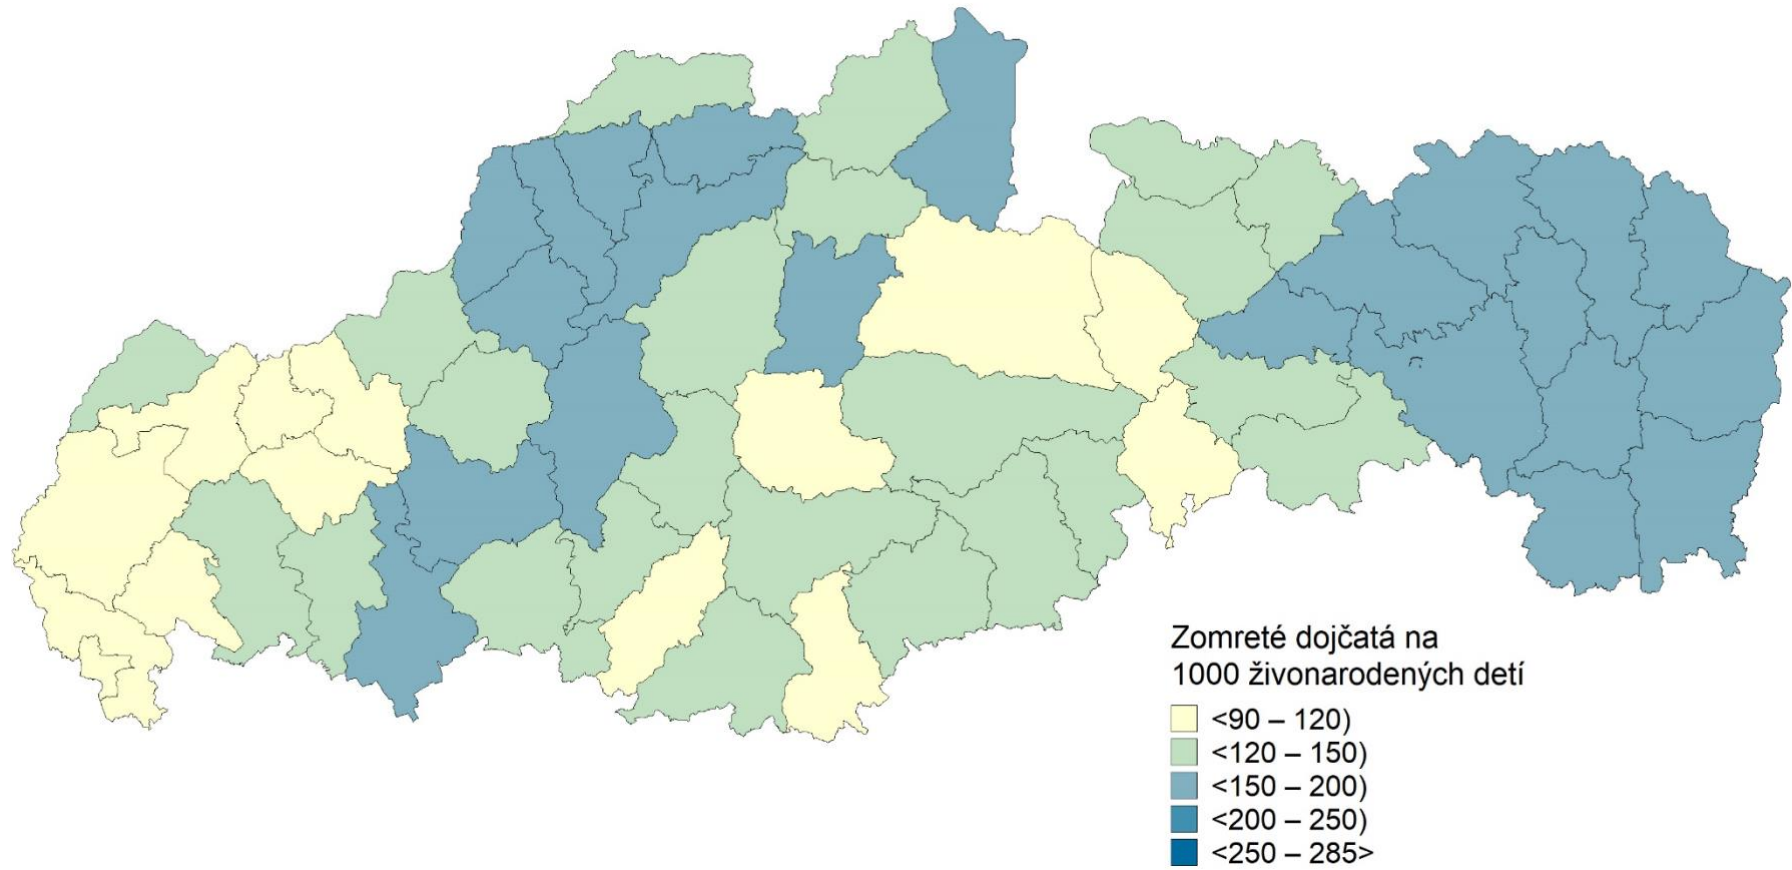 Zomreté dojčatá na
1000 živonarodených detí
<90 – 120)
<120 – 150)
<150 – 200)
<200 – 250)
<250 – 285>